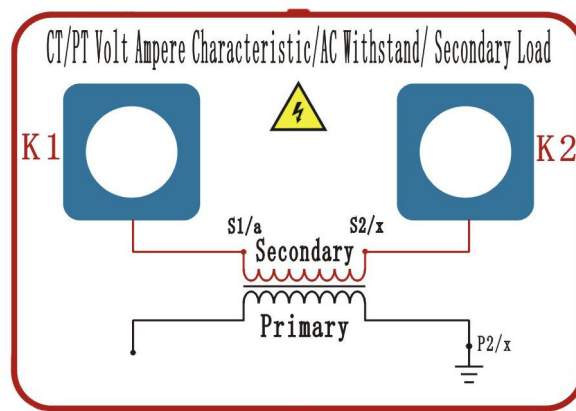 CT/PT Volt Ampere Characteristic/AC Withstand/ Secondary Load
K1
K2
S1/a
S2/x
Secondary
Primary
P2/x